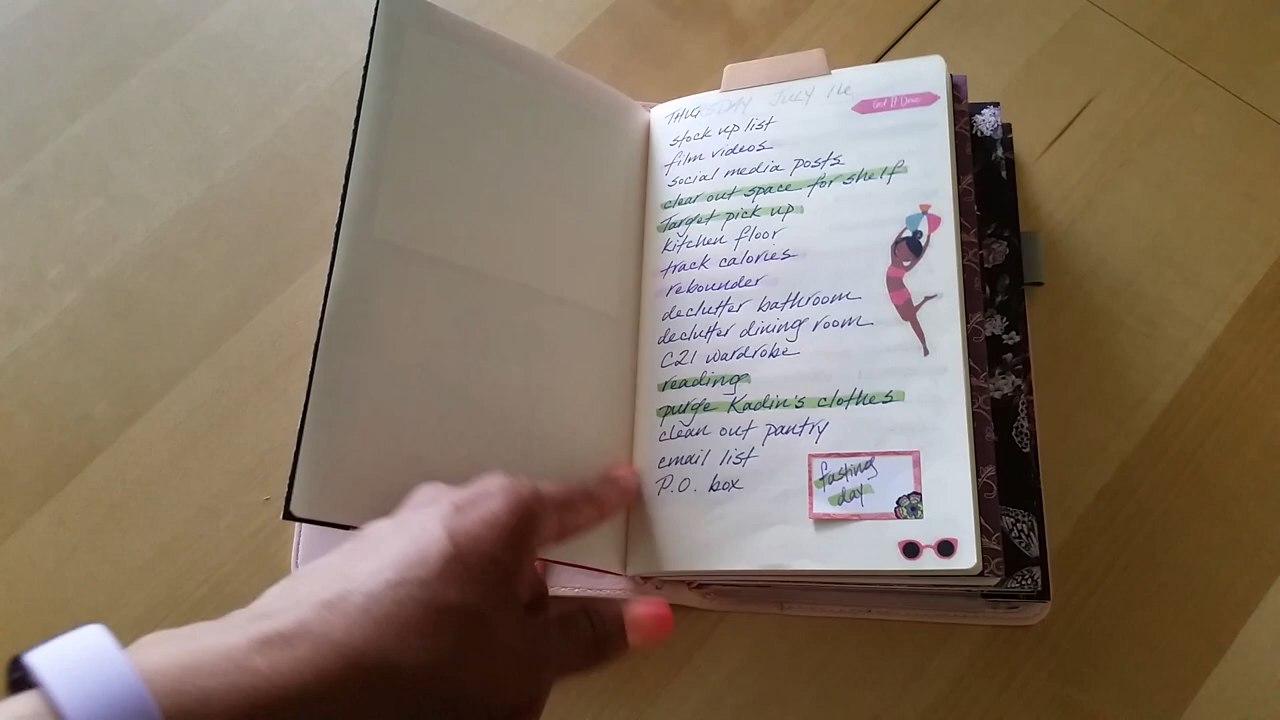 THURSDAY JULY 16
Get It Done
stock up list
film videos
social media posts
clear out space for shelf
Target pick up
kitchen floor
track calories
rebounder
declutter bathroom
declutter dining room
C21 wardrobe
reading
purge Kadin's clothes
clean out pantry
email list
P.O. box
fasting
day